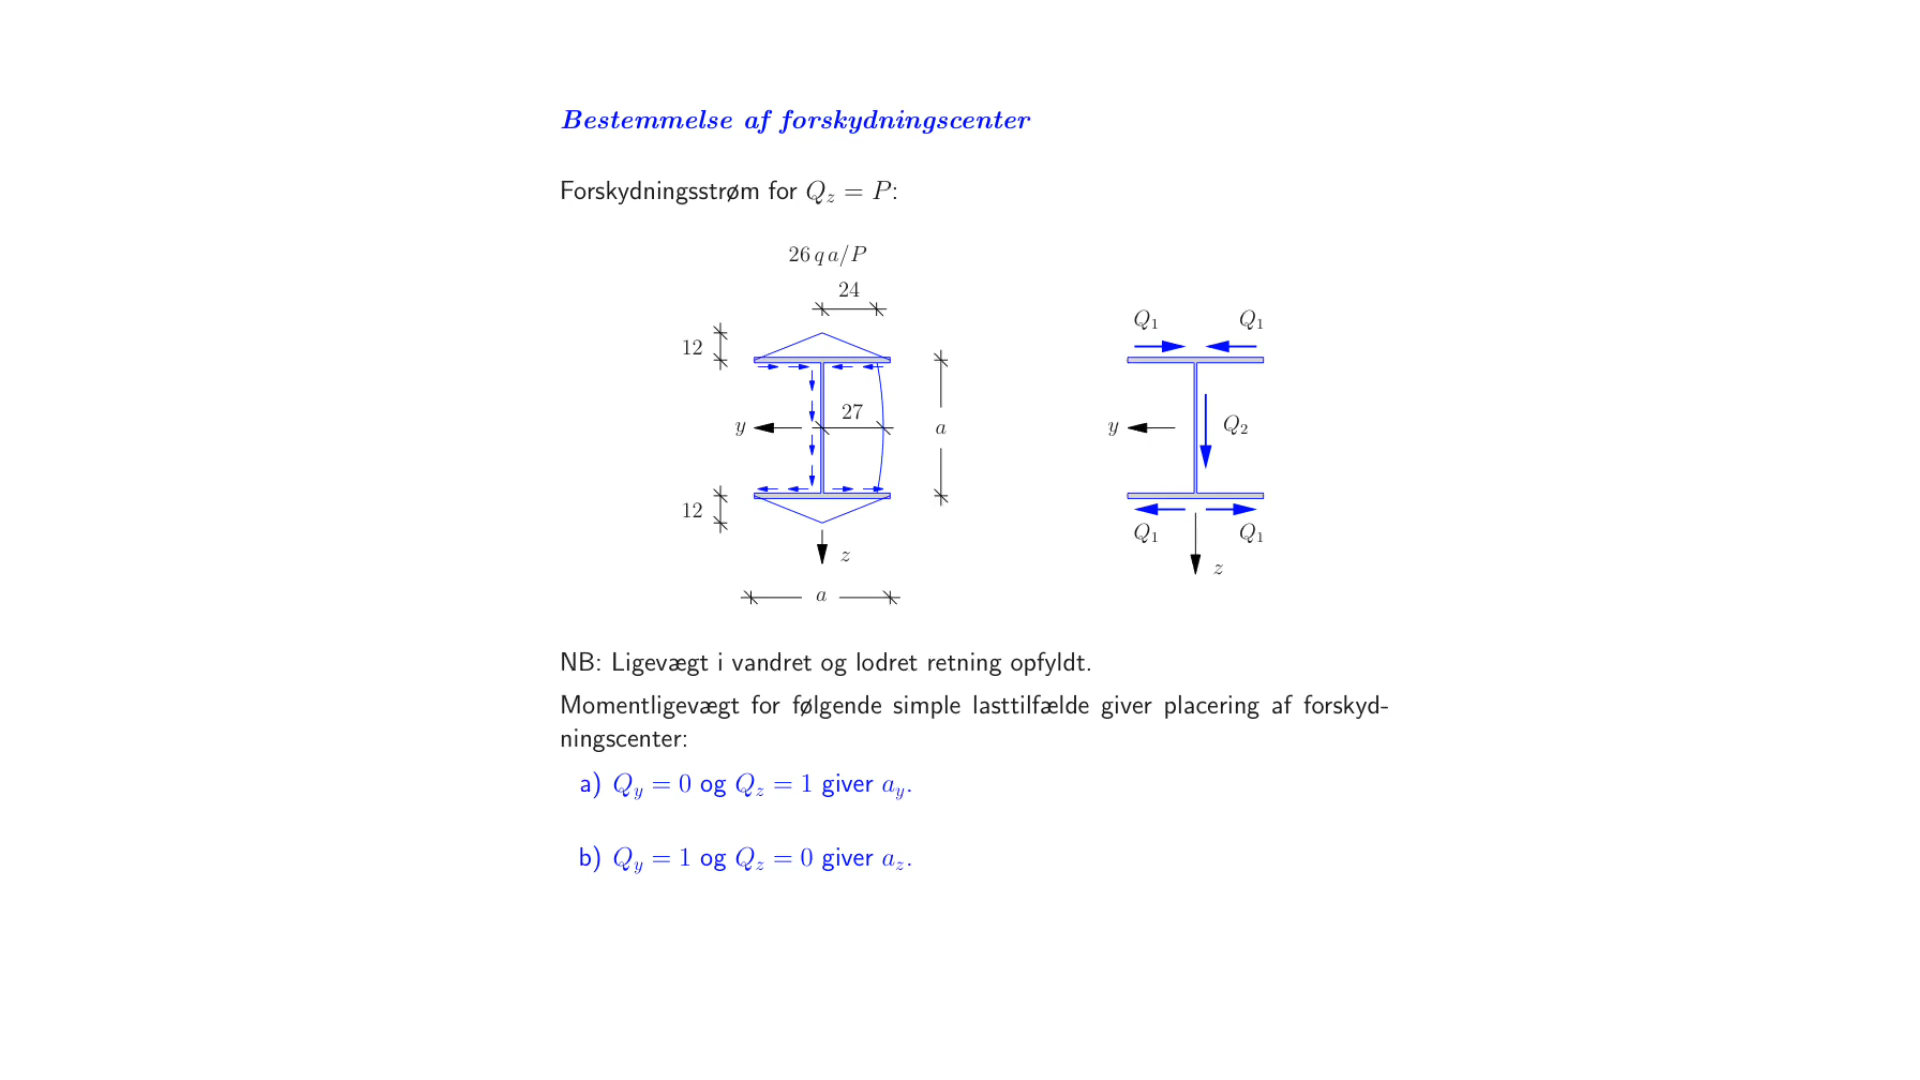 Bestemmelse af forskydningscenter
Forskydningsstrøm for Q_z = P:
26 q a/P
24
12
27
y
a
12
z
a
Q_1 Q_1
Q_2
y
Q_1 Q_1
z
NB: Ligevægt i vandret og lodret retning opfyldt.
Momentligevægt for følgende simple lasttilfælde giver placering af forskyd-
ningscenter:
a) Q_y = 0 og Q_z = 1 giver a_y.
b) Q_y = 1 og Q_z = 0 giver a_z.